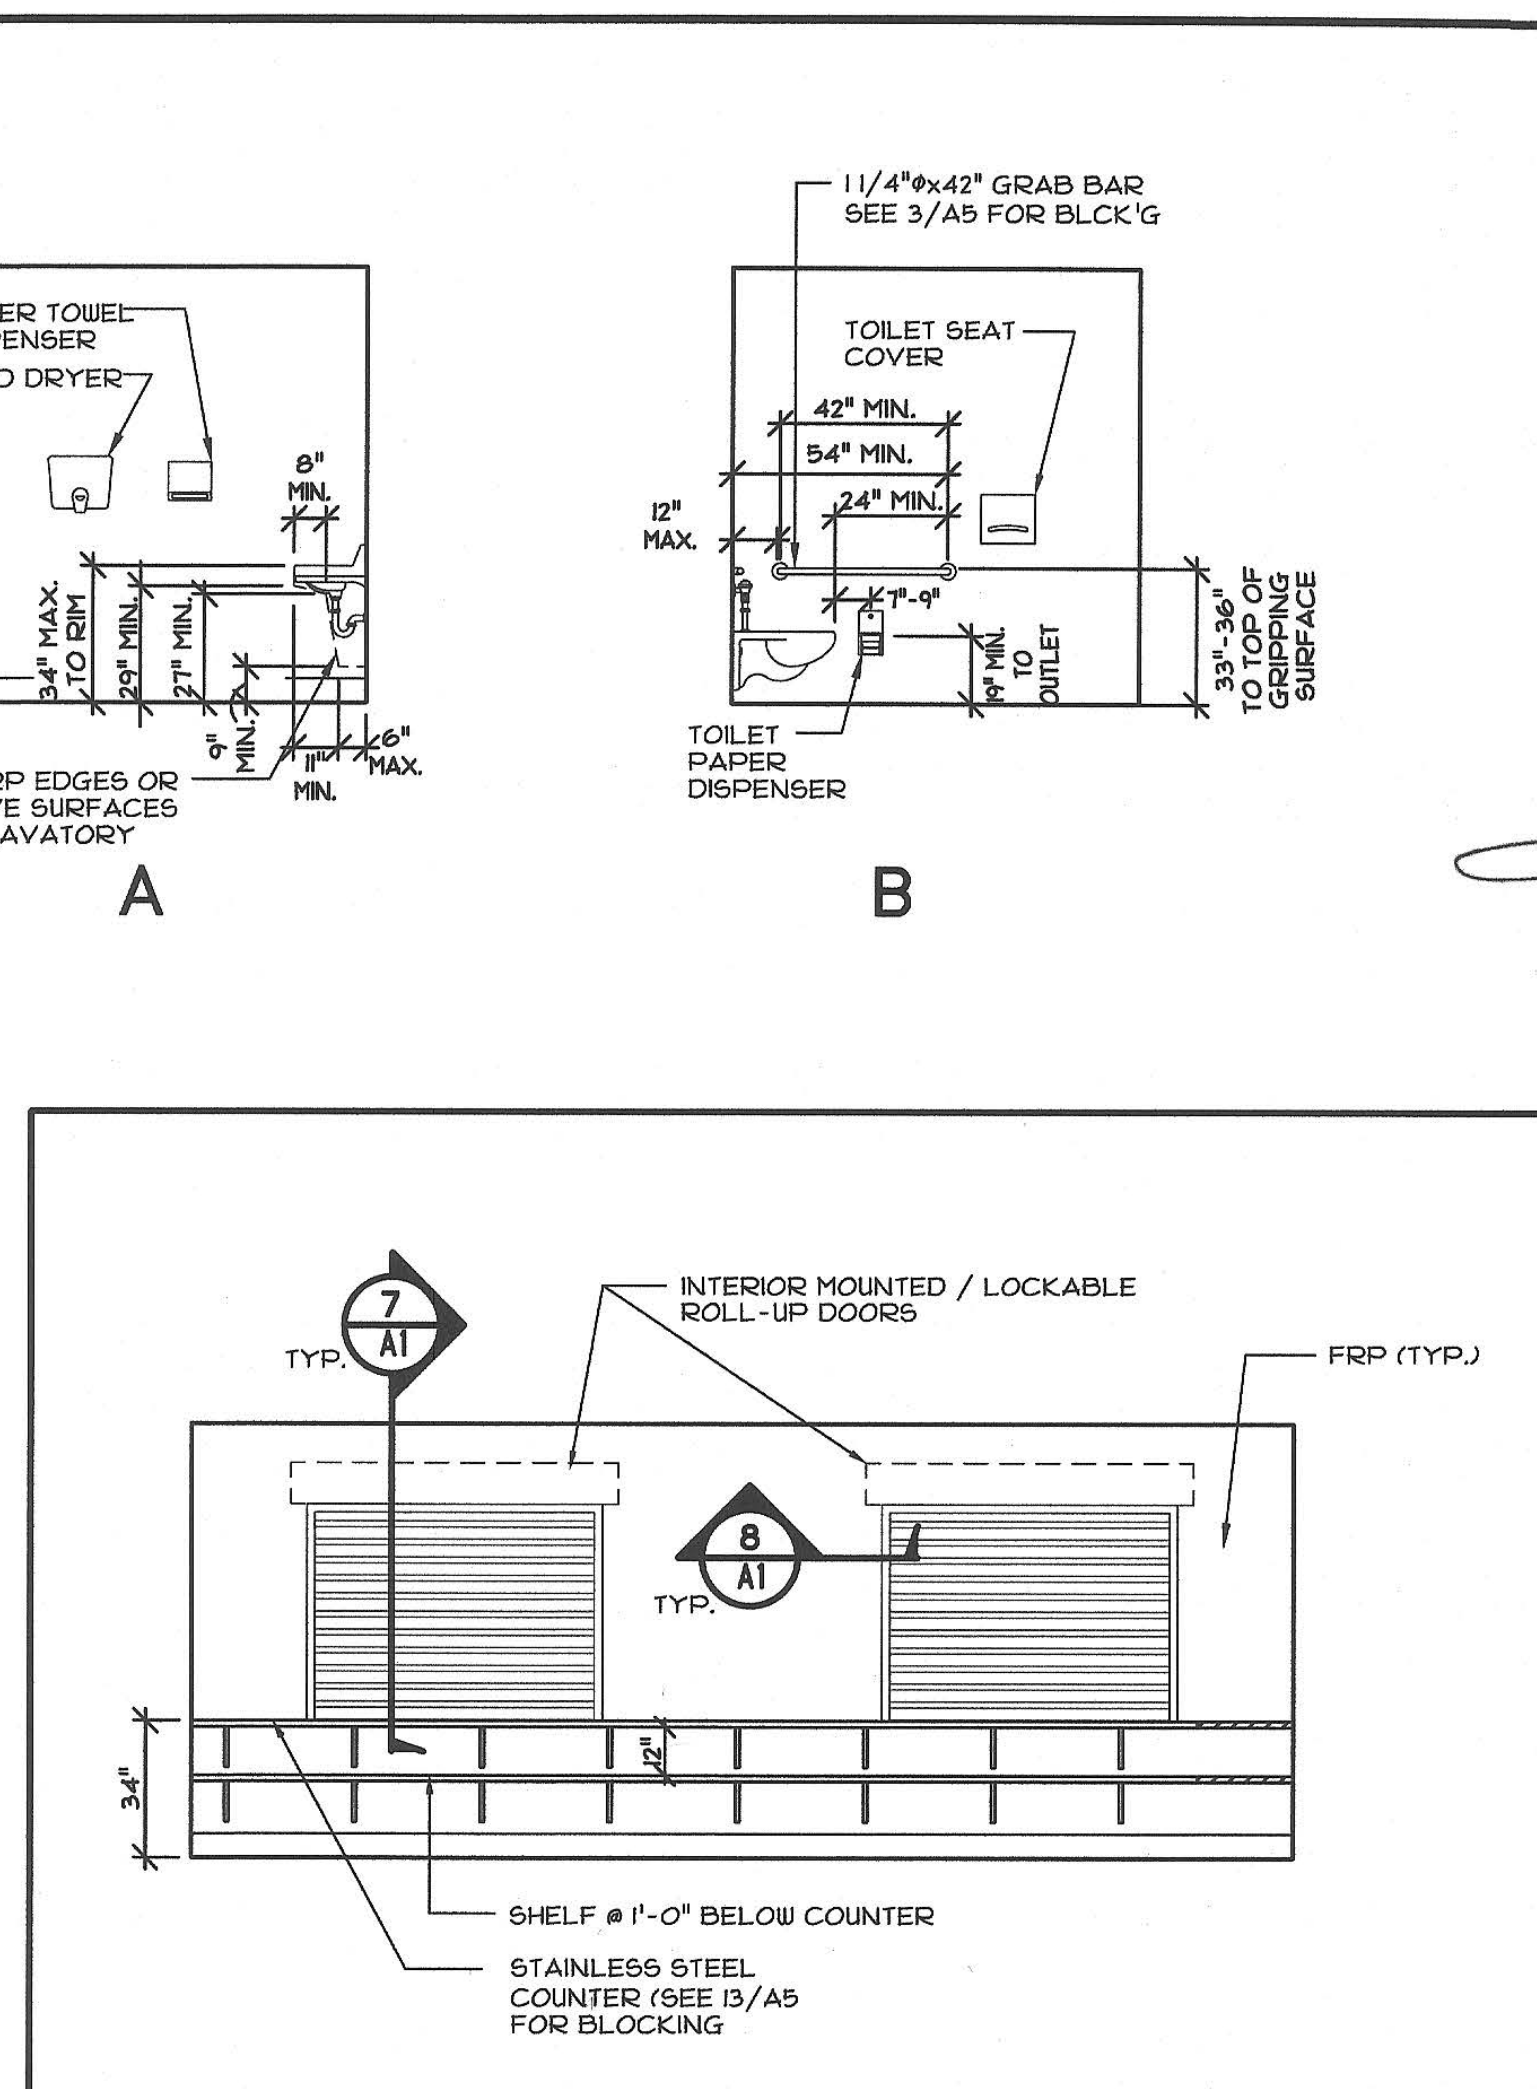 ER TOWEL
ENSER
DRYER
8"
MIN.
34" MAX.
TO RIM
29" MIN.
27" MIN.
9"
MIN.
11"
MIN.
6"
MAX.
RP EDGES OR
E SURFACES
AVATORY
A
1 1/4"Φx42" GRAB BAR
SEE 3/A5 FOR BLCK'G
TOILET SEAT
COVER
42" MIN.
54" MIN.
24" MIN.
12"
MAX.
7"-9"
19" MIN.
TO
OUTLET
33"-36"
TO TOP OF
GRIPPING
SURFACE
TOILET
PAPER
DISPENSER
B
7
A1
TYP.
INTERIOR MOUNTED / LOCKABLE
ROLL-UP DOORS
FRP (TYP.)
8
A1
TYP.
34"
12"
SHELF @ 1'-0" BELOW COUNTER
STAINLESS STEEL
COUNTER (SEE 13/A5
FOR BLOCKING